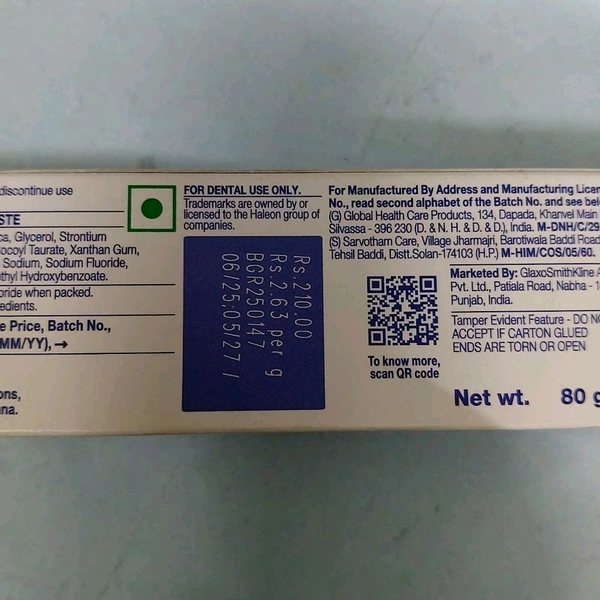 discontinue use
STE
ca, Glycerol, Strontium
ocoyl Taurate, Xanthan Gum,
Sodium, Sodium Fluoride,
thyl Hydroxybenzoate.
oride when packed.
edients.
e Price, Batch No.,
MM/YY), →
ons,
na.
FOR DENTAL USE ONLY.
Trademarks are owned by or
licensed to the Haleon group of
companies.
Rs.210.00
Rs.2.63 per g
BGR250147
06/25:05/27 /
For Manufactured By Address and Manufacturing Licen
No., read second alphabet of the Batch No. and see bel
(G) Global Health Care Products, 134, Dapada, Khanvel Main
Silvassa - 396 230 (D. & N. H. & D. D.), India. M-DNH/C/29
(S) Sarvotham Care, Village Jharmajri, Barotiwala Baddi Road
Tehsil Baddi, Distt.Solan-174103 (H.P.) M-HIM/COS/05/60.
Marketed By: GlaxoSmithKline A
Pvt. Ltd., Patiala Road, Nabha - 1
Punjab, India.
Tamper Evident Feature - DO NO
ACCEPT IF CARTON GLUED
ENDS ARE TORN OR OPEN
To know more,
scan QR code
Net wt. 80 g